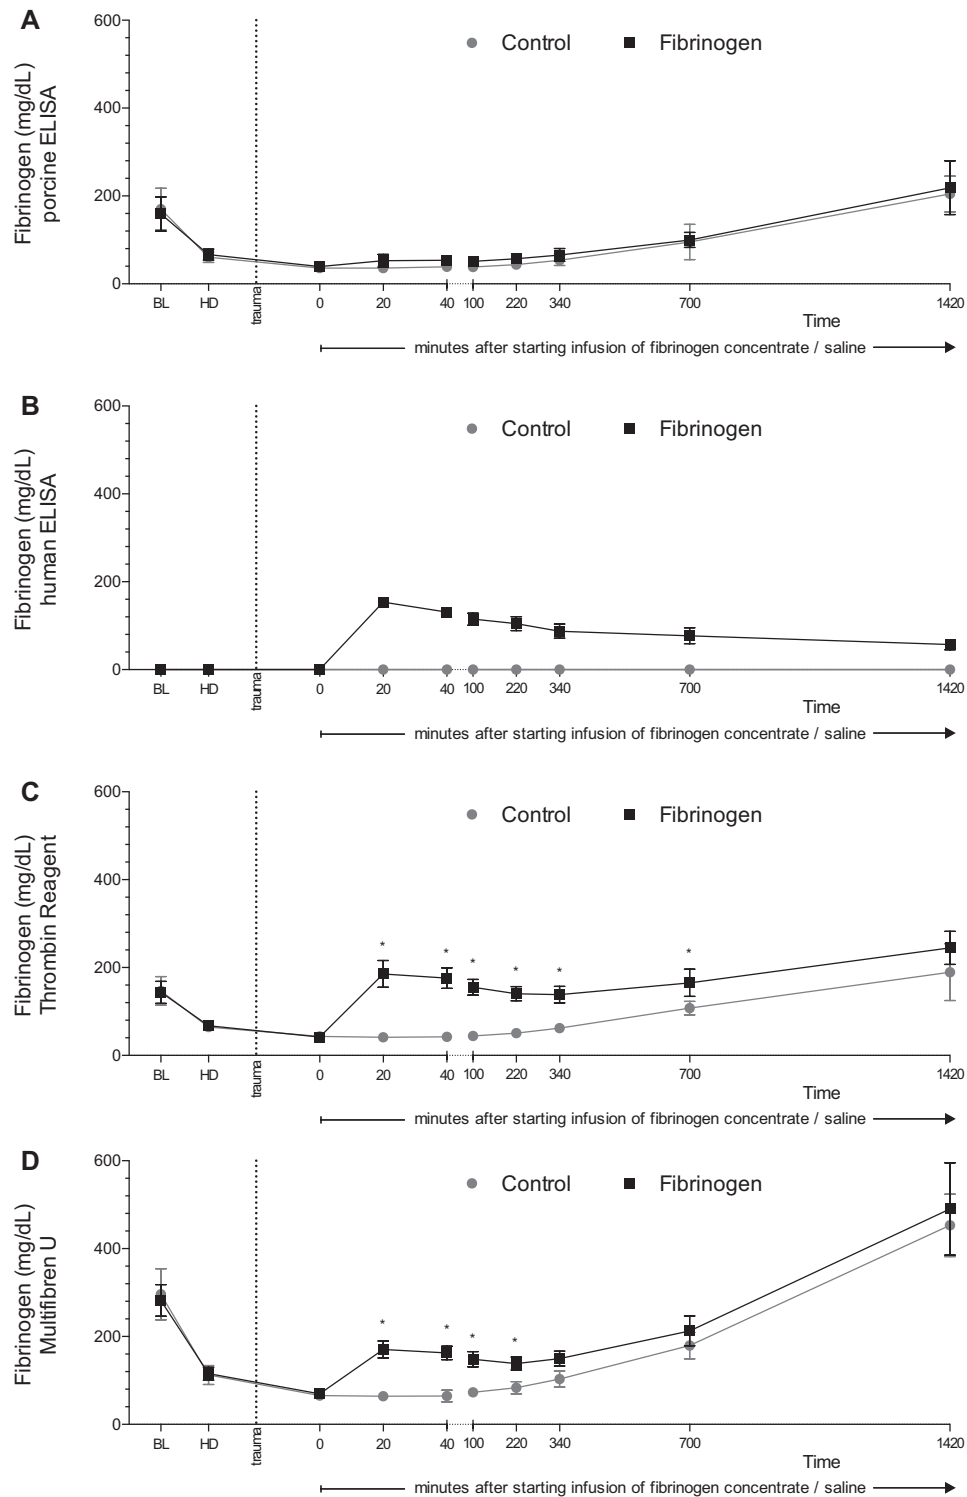 A
Fibrinogen (mg/dL)
porcine ELISA
600
400
200
0
Control Fibrinogen
BL HD trauma 0 20 40 100 220 340 700 1420
Time
minutes after starting infusion of fibrinogen concentrate / saline
B
Fibrinogen (mg/dL)
human ELISA
600
400
200
0
Control Fibrinogen
BL HD trauma 0 20 40 100 220 340 700 1420
Time
minutes after starting infusion of fibrinogen concentrate / saline
C
Fibrinogen (mg/dL)
Thrombin Reagent
600
400
200
0
Control Fibrinogen
* * * * * *
BL HD trauma 0 20 40 100 220 340 700 1420
Time
minutes after starting infusion of fibrinogen concentrate / saline
D
Fibrinogen (mg/dL)
Multifibren U
600
400
200
0
Control Fibrinogen
* * * *
BL HD trauma 0 20 40 100 220 340 700 1420
Time
minutes after starting infusion of fibrinogen concentrate / saline